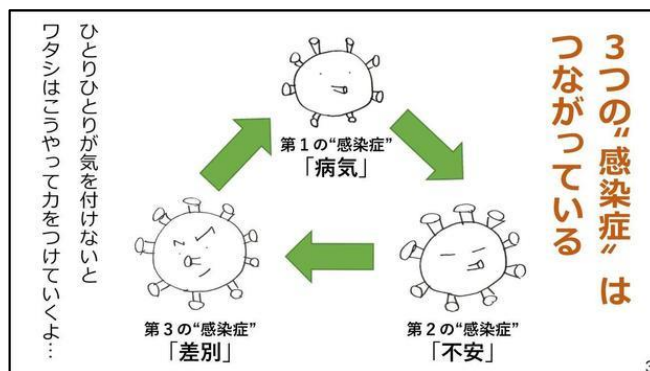 3つの“感染症”は
つながっている
第1の“感染症”
「病気」
第2の“感染症”
「不安」
第3の“感染症”
「差別」
ひとりひとりが気を付けないと
ワタシはこうやって力をつけていくよ…
3